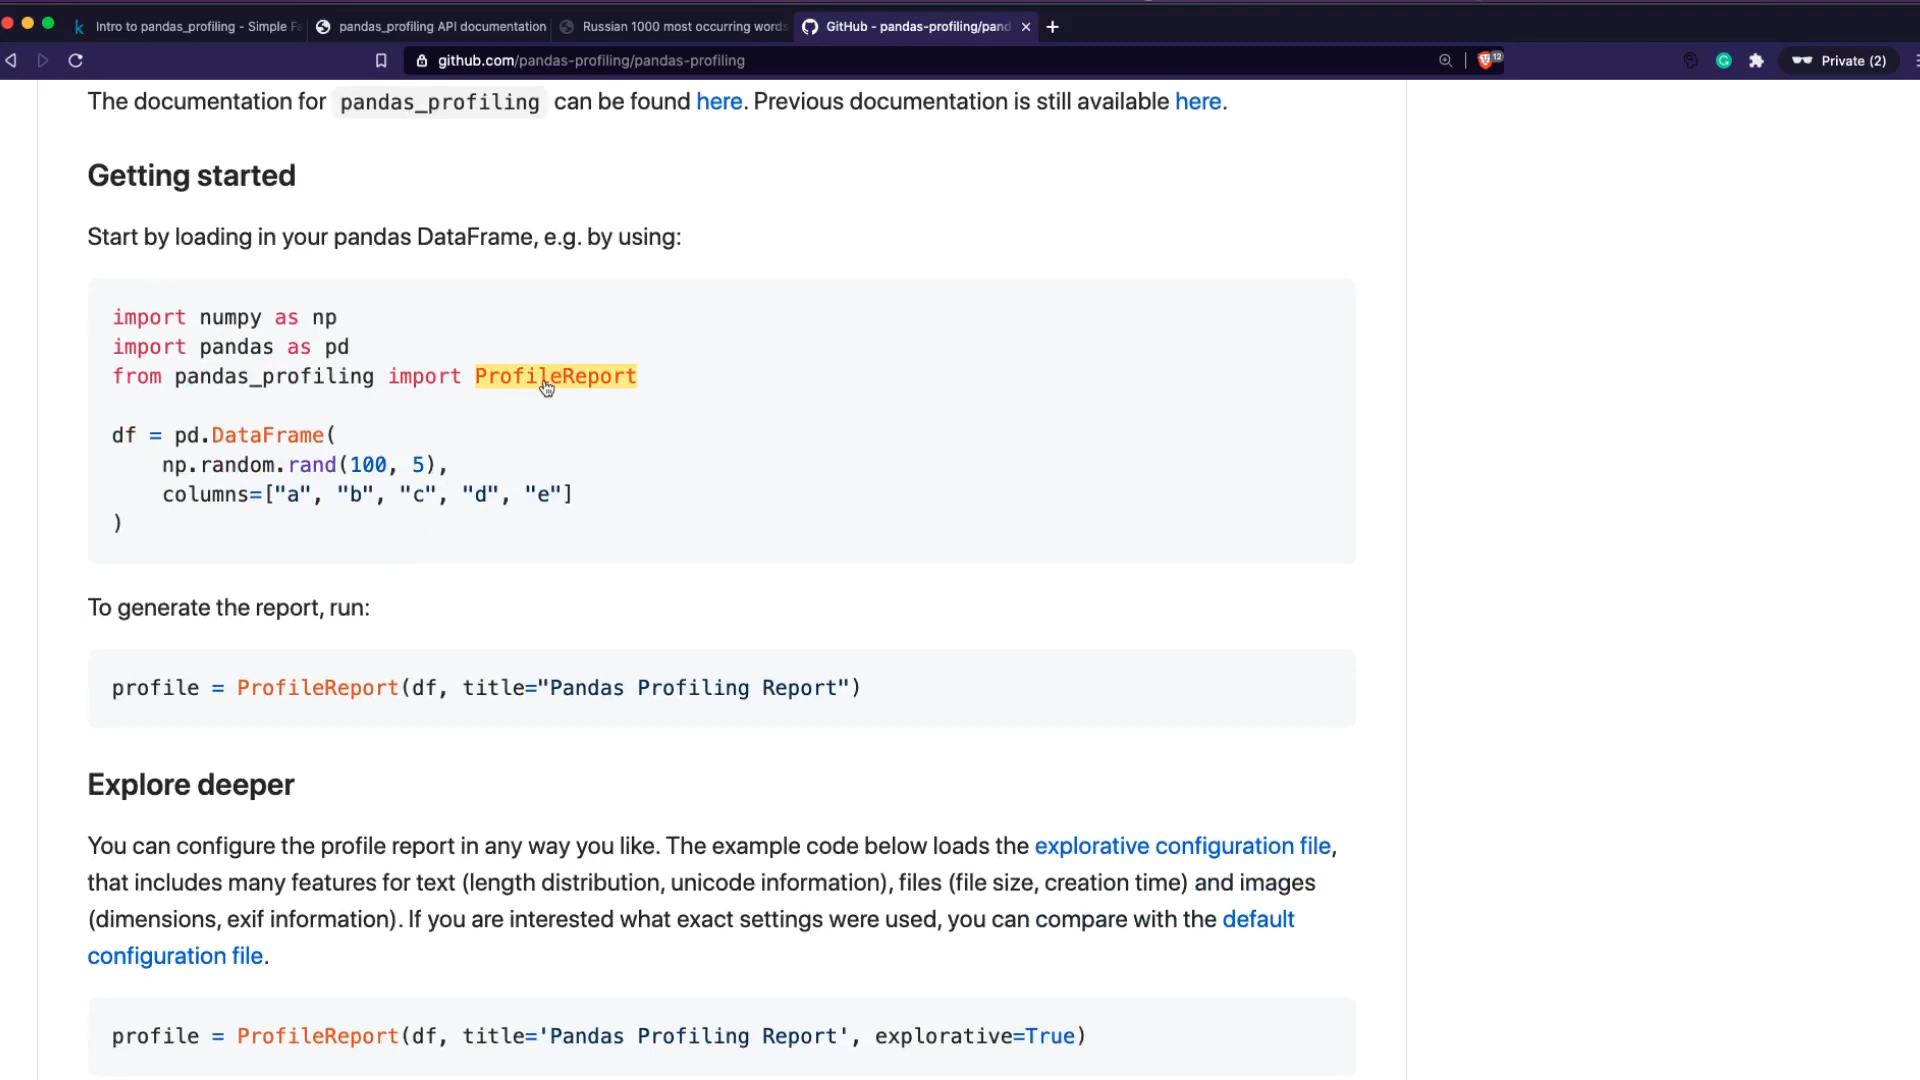 Intro to pandas_profiling - Simple Fa
pandas_profiling API documentation
Russian 1000 most occurring words
GitHub - pandas-profiling/pand
github.com/pandas-profiling/pandas-profiling
12
Private (2)
The documentation for pandas_profiling can be found here. Previous documentation is still available here.
Getting started
Start by loading in your pandas DataFrame, e.g. by using:
import numpy as np
import pandas as pd
from pandas_profiling import ProfileReport
df = pd.DataFrame(
np.random.rand(100, 5),
columns=["a", "b", "c", "d", "e"]
)
To generate the report, run:
profile = ProfileReport(df, title="Pandas Profiling Report")
Explore deeper
You can configure the profile report in any way you like. The example code below loads the explorative configuration file,
that includes many features for text (length distribution, unicode information), files (file size, creation time) and images
(dimensions, exif information). If you are interested what exact settings were used, you can compare with the default
configuration file.
profile = ProfileReport(df, title='Pandas Profiling Report', explorative=True)